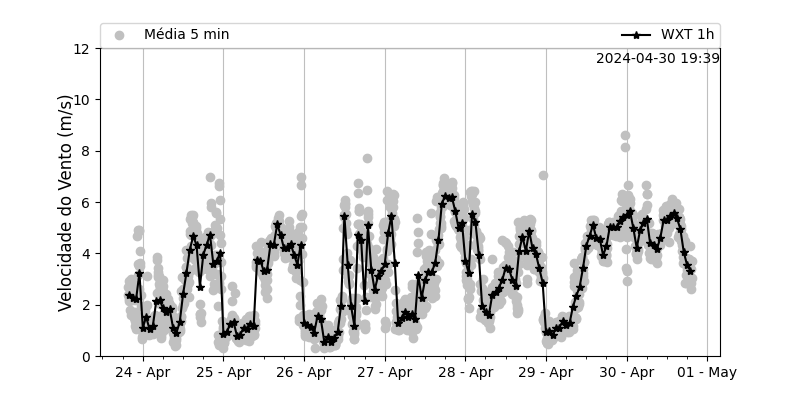 Média 5 min
WXT 1h
2024-04-30 19:39
Velocidade do Vento (m/s)
12
10
8
6
4
2
0
24 - Apr
25 - Apr
26 - Apr
27 - Apr
28 - Apr
29 - Apr
30 - Apr
01 - May